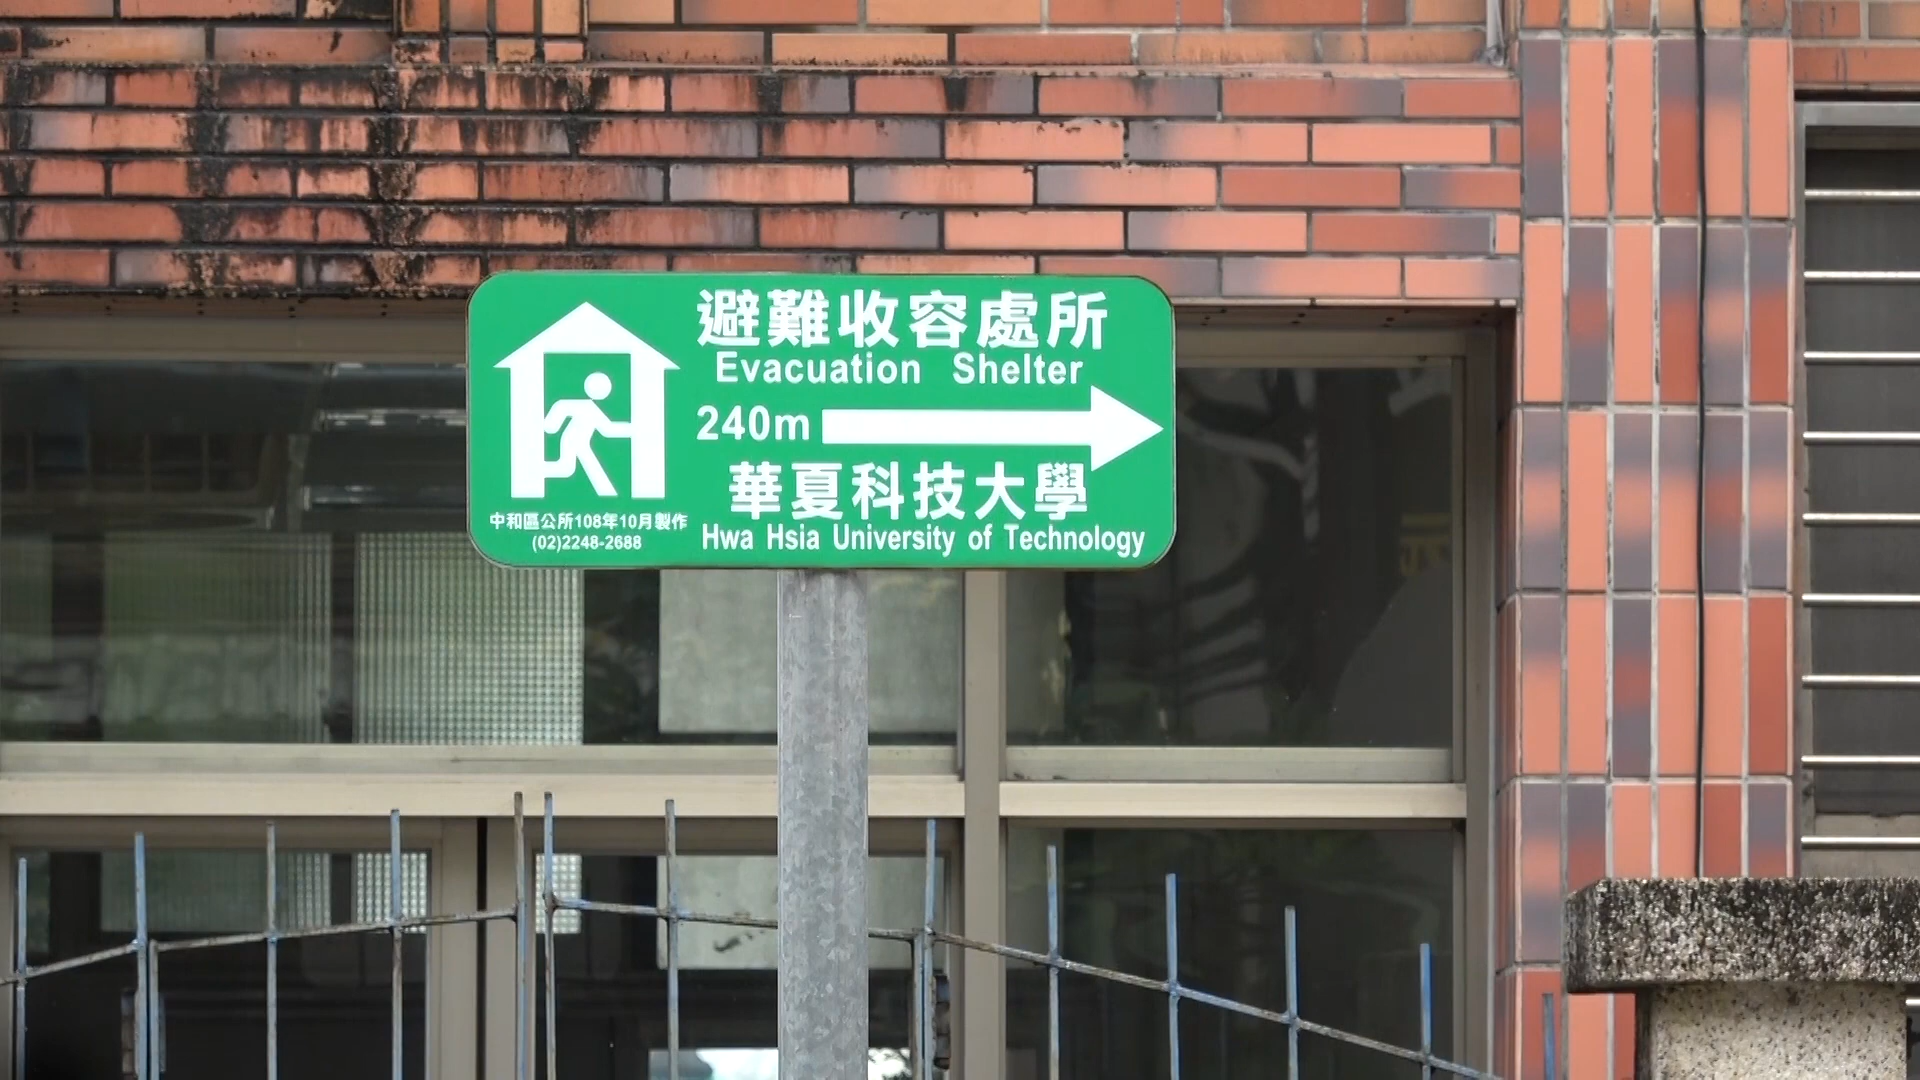 避難收容處所
Evacuation Shelter
240m
華夏科技大學
Hwa Hsia University of Technology
中和區公所108年10月製作
(02)2248-2688